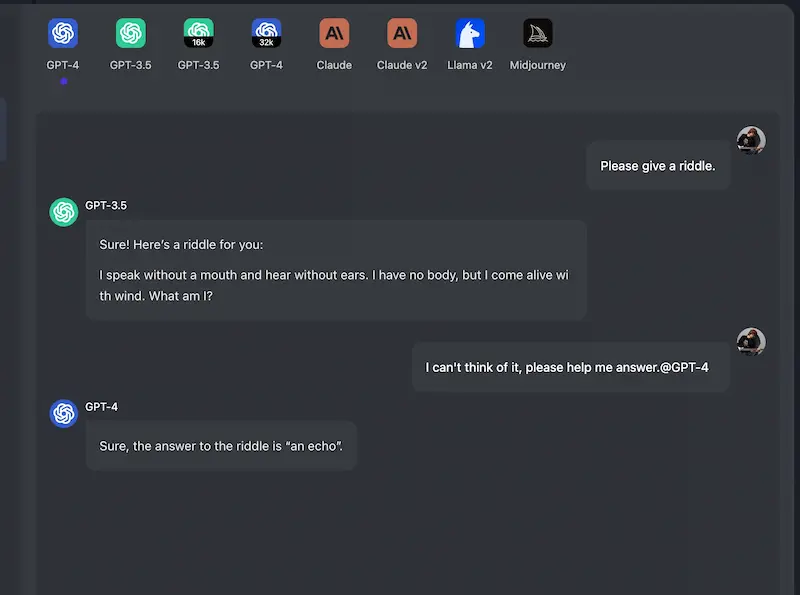 16k
32k
GPT-4 GPT-3.5 GPT-3.5 GPT-4 Claude Claude v2 Llama v2 Midjourney
Please give a riddle.
GPT-3.5
Sure! Here's a riddle for you:
I speak without a mouth and hear without ears. I have no body, but I come alive wi
th wind. What am I?
I can't think of it, please help me answer.@GPT-4
GPT-4
Sure, the answer to the riddle is “an echo”.